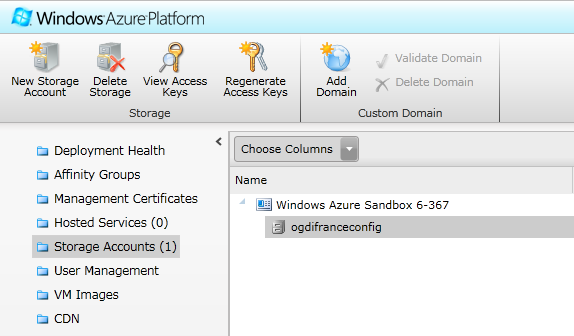 Windows Azure Platform
New Storage
Account
Delete
Storage
View Access
Keys
Regenerate
Access Keys
Add
Domain
Validate Domain
Delete Domain
Storage
Custom Domain
Deployment Health
Affinity Groups
Management Certificates
Hosted Services (0)
Storage Accounts (1)
User Management
VM Images
CDN
Choose Columns
Name
Windows Azure Sandbox 6-367
ogdifranceconfig